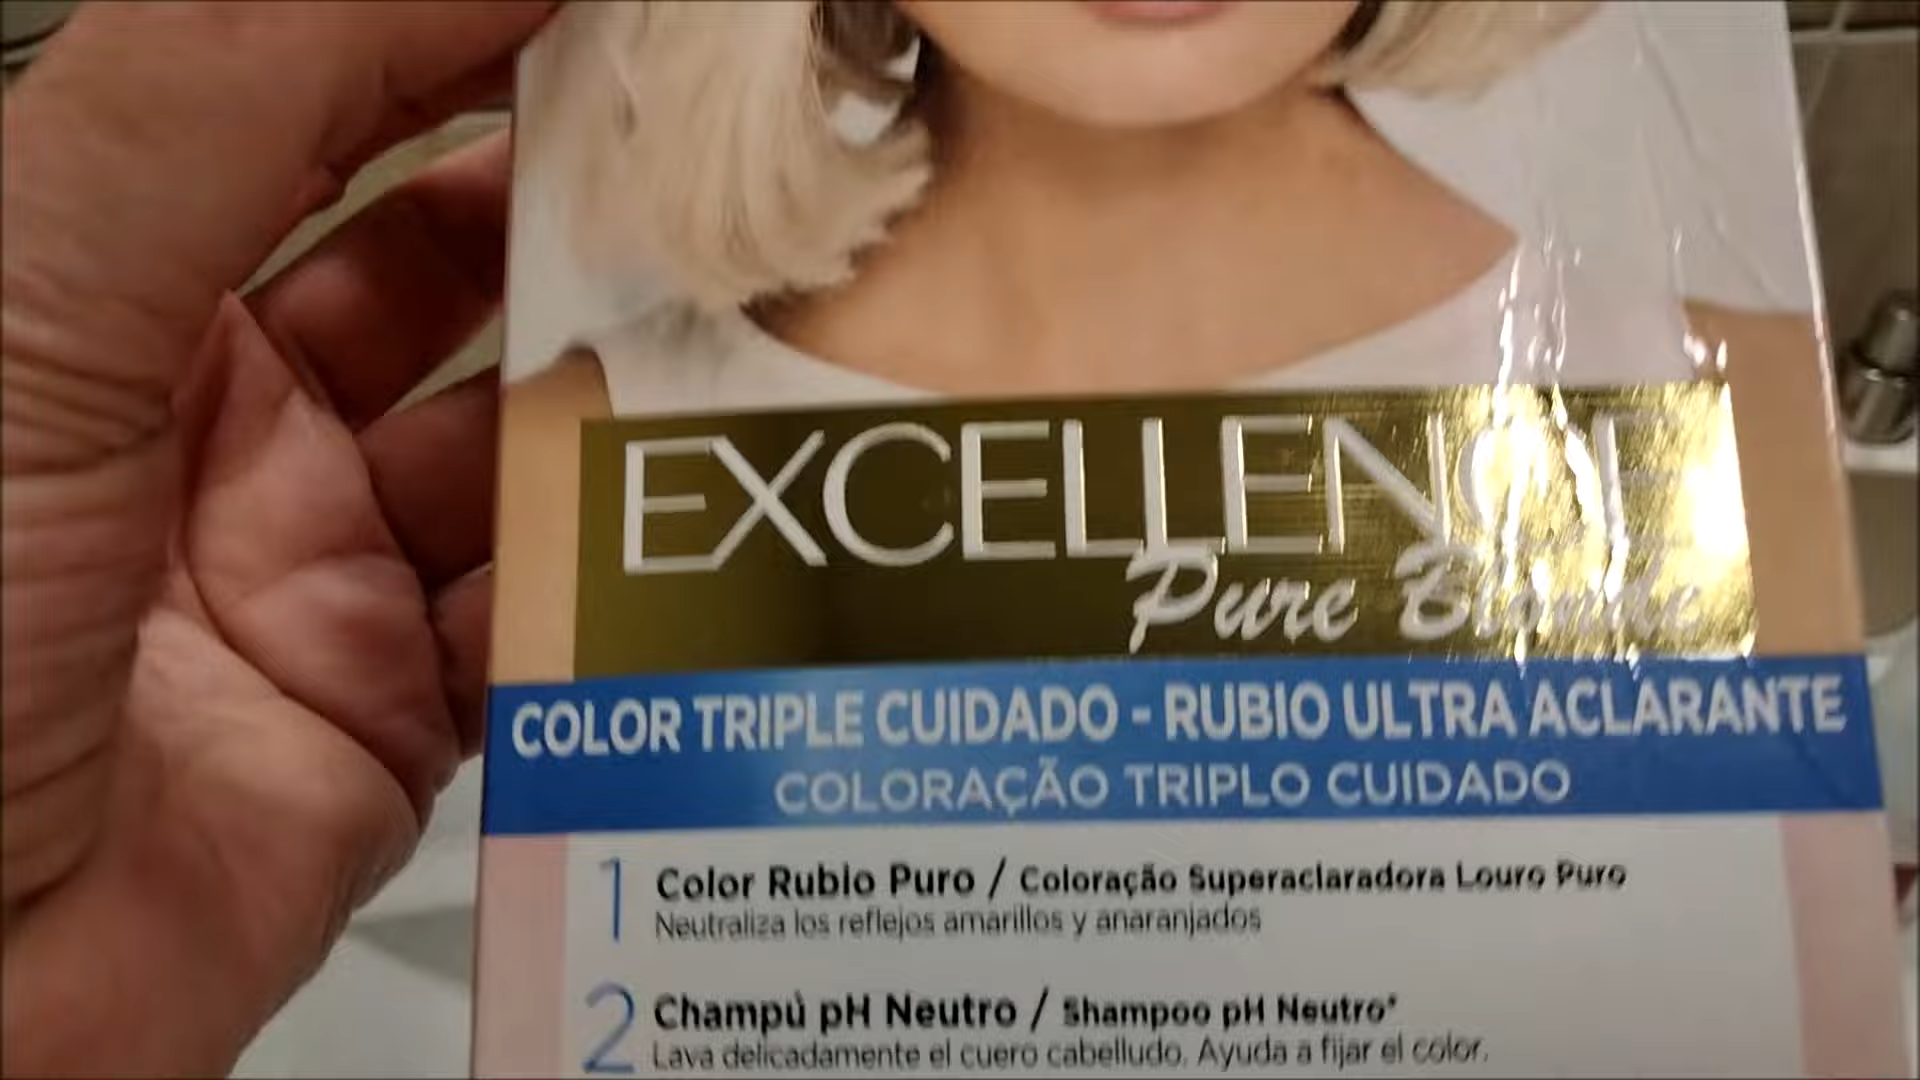 EXCELLENCE
Pure Blonde
COLOR TRIPLE CUIDADO - RUBIO ULTRA ACLARANTE
COLORAÇÃO TRIPLO CUIDADO
1 Color Rubio Puro / Coloração Superaclaradora Louro Puro
Neutraliza los reflejos amarillos y anaranjados
2 Champú pH Neutro / Shampoo pH Neutro*
Lava delicadamente el cuero cabelludo. Ayuda a fijar el color.